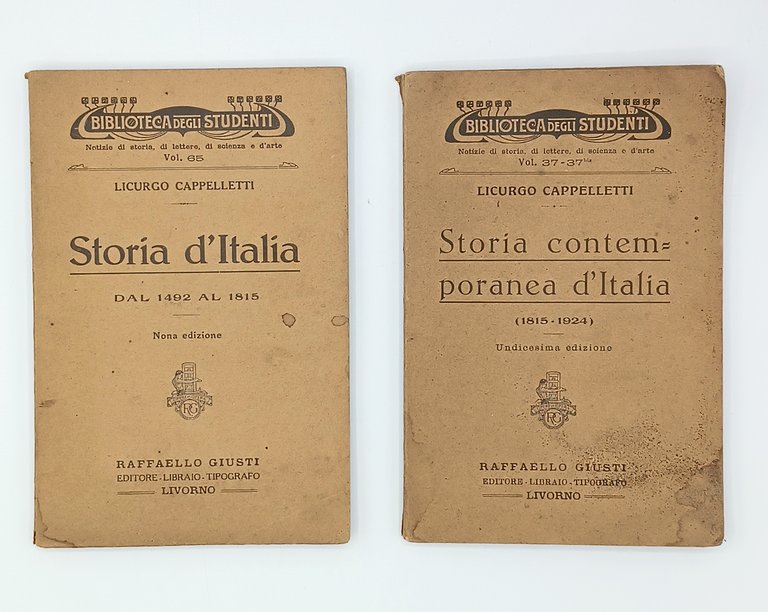 BIBLIOTECA DEGLI STUDENTI
Notizie di storia, di lettere, di scienza e d'arte
Vol. 65
LICURGO CAPPELLETTI
Storia d'Italia
DAL 1492 AL 1815
Nona edizione
RG
RAFFAELLO GIUSTI
EDITORE-LIBRAIO-TIPOGRAFO
LIVORNO
BIBLIOTECA DEGLI STUDENTI
Notizie di storia, di lettere, di scienza e d'arte
Vol. 37-37bis
LICURGO CAPPELLETTI
Storia contem=
poranea d'Italia
(1815-1924)
Undicesima edizione
RG
RAFFAELLO GIUSTI
EDITORE-LIBRAIO-TIPOGRAFO
LIVORNO